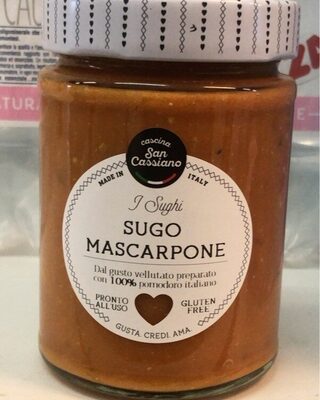 cascina
San
Cassiano
MADE IN ITALY
I Sughi
SUGO
MASCARPONE
Dal gusto vellutato preparato
con 100% pomodoro italiano
PRONTO
ALL'USO
GLUTEN
FREE
GUSTA. CREDI. AMA.